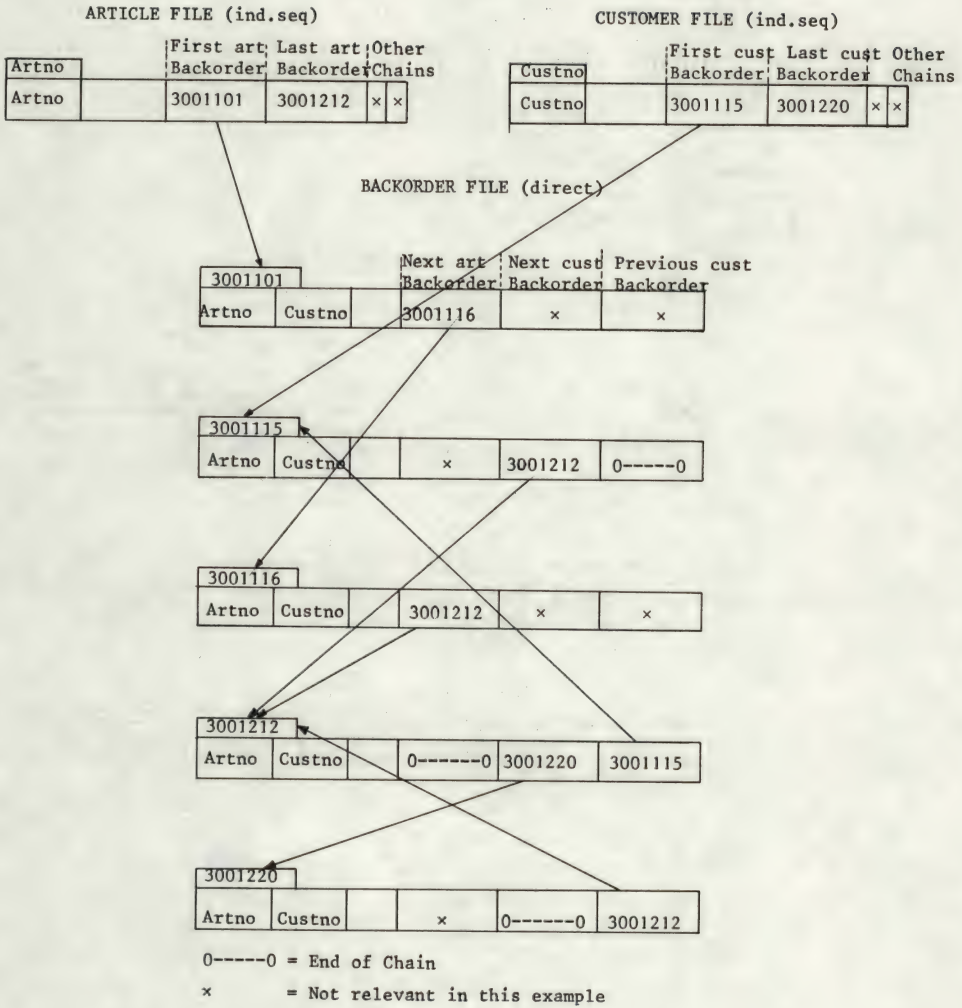 ARTICLE FILE (ind.seq)
First art Last art Other
Artno Backorder Backorder Chains
Artno 3001101 3001212 × ×
CUSTOMER FILE (ind.seq)
First cust Last cust Other
Custno Backorder Backorder Chains
Custno 3001115 3001220 × ×
BACKORDER FILE (direct)
Next art Next cust Previous cust
3001101 Backorder Backorder Backorder
Artno Custno 3001116 × ×
3001115
Artno Custno × 3001212 0-----0
3001116
Artno Custno 3001212 × ×
3001212
Artno Custno 0------0 3001220 3001115
3001220
Artno Custno × 0------0 3001212
0-----0 = End of Chain
× = Not relevant in this example